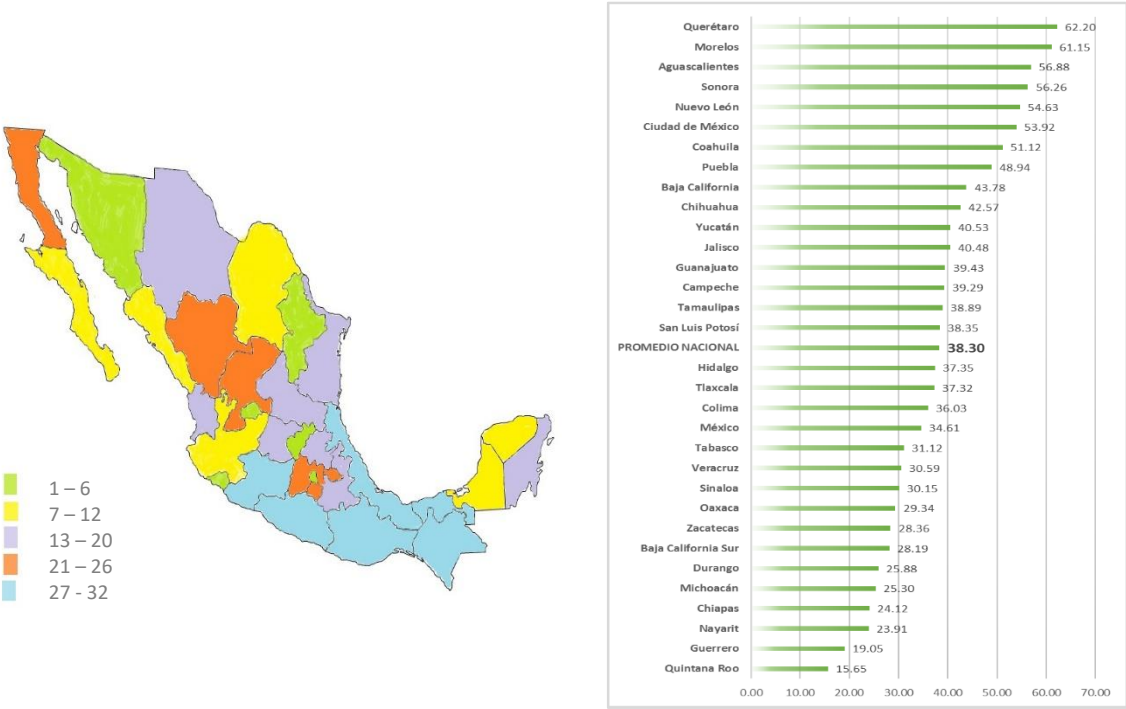 1 – 6
7 – 12
13 – 20
21 – 26
27 - 32
Querétaro 62.20
Morelos 61.15
Aguascalientes 56.88
Sonora 56.26
Nuevo León 54.63
Ciudad de México 53.92
Coahuila 51.12
Puebla 48.94
Baja California 43.78
Chihuahua 42.57
Yucatán 40.53
Jalisco 40.48
Guanajuato 39.43
Campeche 39.29
Tamaulipas 38.89
San Luis Potosí 38.35
PROMEDIO NACIONAL 38.30
Hidalgo 37.35
Tlaxcala 37.32
Colima 36.03
México 34.61
Tabasco 31.12
Veracruz 30.59
Sinaloa 30.15
Oaxaca 29.34
Zacatecas 28.36
Baja California Sur 28.19
Durango 25.88
Michoacán 25.30
Chiapas 24.12
Nayarit 23.91
Guerrero 19.05
Quintana Roo 15.65
0.00 10.00 20.00 30.00 40.00 50.00 60.00 70.00